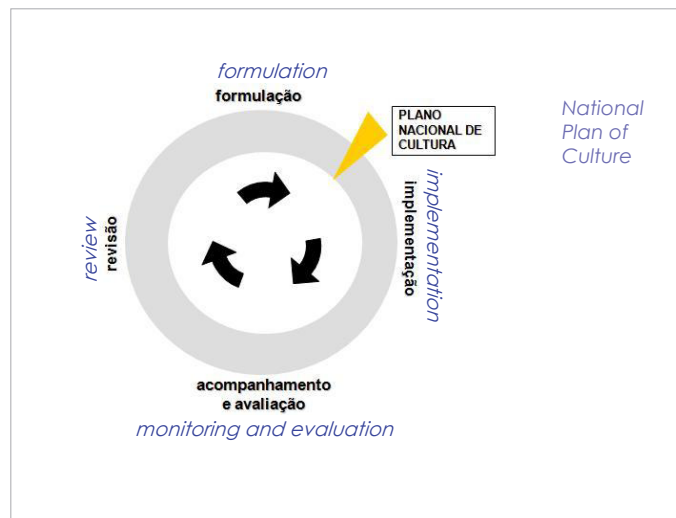 formulation
formulação
PLANO
NACIONAL DE
CULTURA
National
Plan of
Culture
implementation
implementação
review
revisão
acompanhamento
e avaliação
monitoring and evaluation